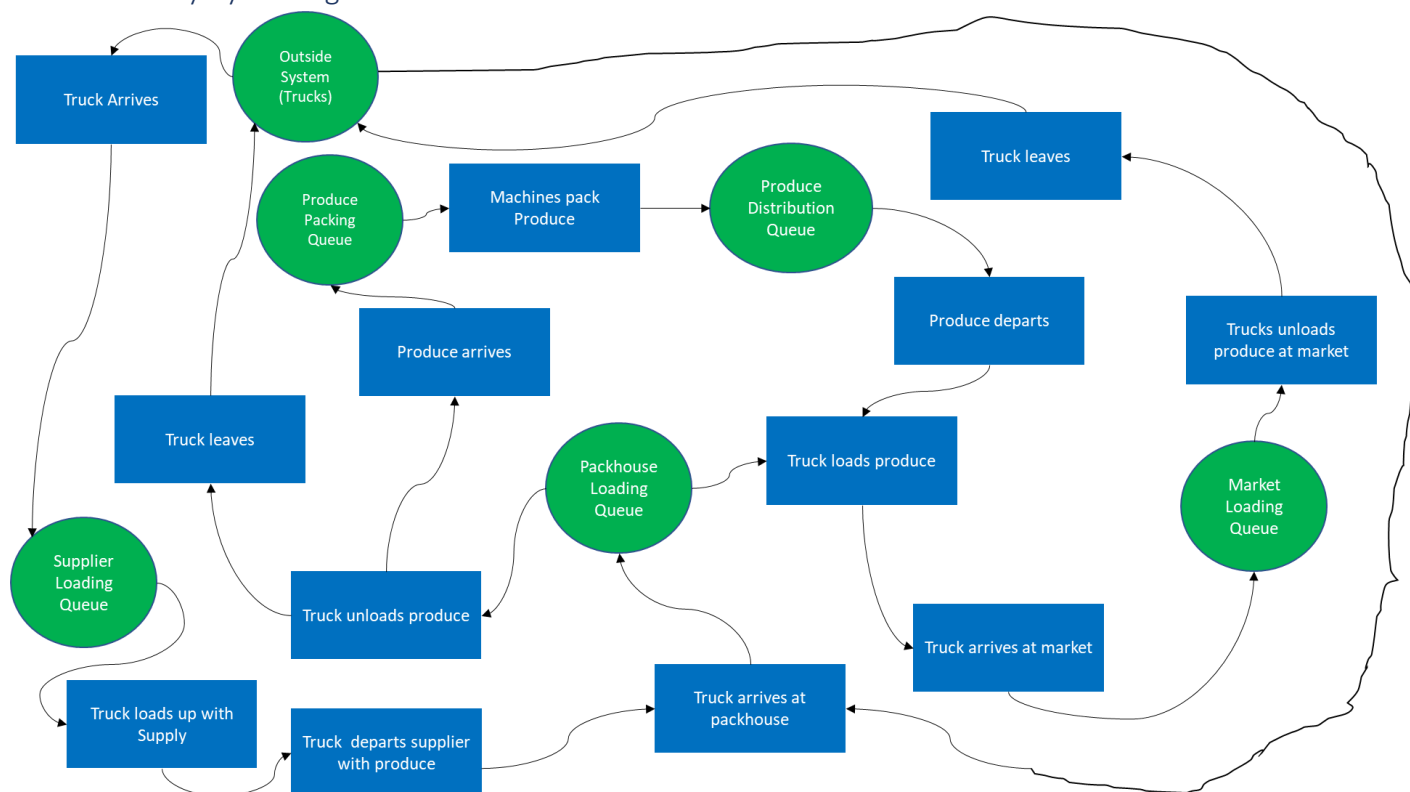 Outside
System
(Trucks)
Truck Arrives
Truck leaves
Produce
Packing
Queue
Machines pack
Produce
Produce
Distribution
Queue
Produce departs
Trucks unloads
produce at market
Produce arrives
Truck leaves
Packhouse
Loading
Queue
Truck loads produce
Market
Loading
Queue
Supplier
Loading
Queue
Truck unloads produce
Truck arrives at market
Truck loads up with
Supply
Truck departs supplier
with produce
Truck arrives at
packhouse